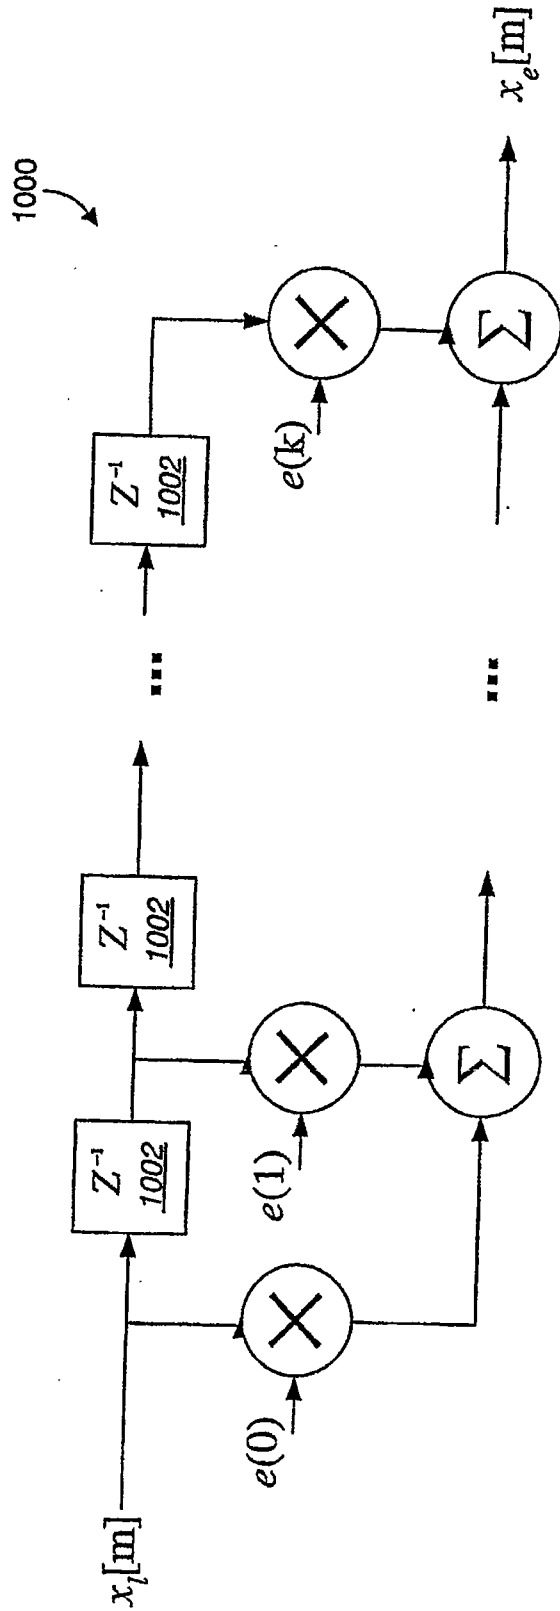 1000
x_l[m]
Z⁻¹
1002
Z⁻¹
1002
...
Z⁻¹
1002
e(0)
×
e(1)
×
e(k)
×
Σ
...
Σ
x_e[m]